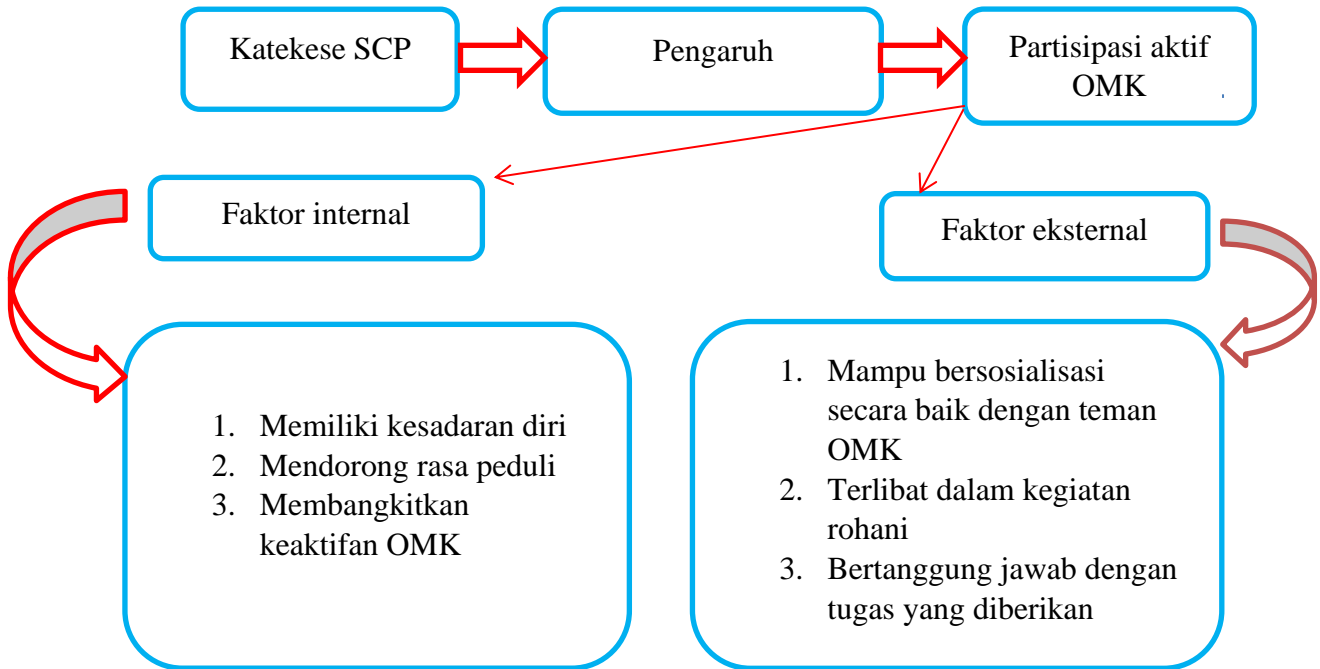 Katekese SCP
Pengaruh
Partisipasi aktif
OMK
Faktor internal
Faktor eksternal
1. Memiliki kesadaran diri
2. Mendorong rasa peduli
3. Membangkitkan
keaktifan OMK
1. Mampu bersosialisasi
secara baik dengan teman
OMK
2. Terlibat dalam kegiatan
rohani
3. Bertanggung jawab dengan
tugas yang diberikan